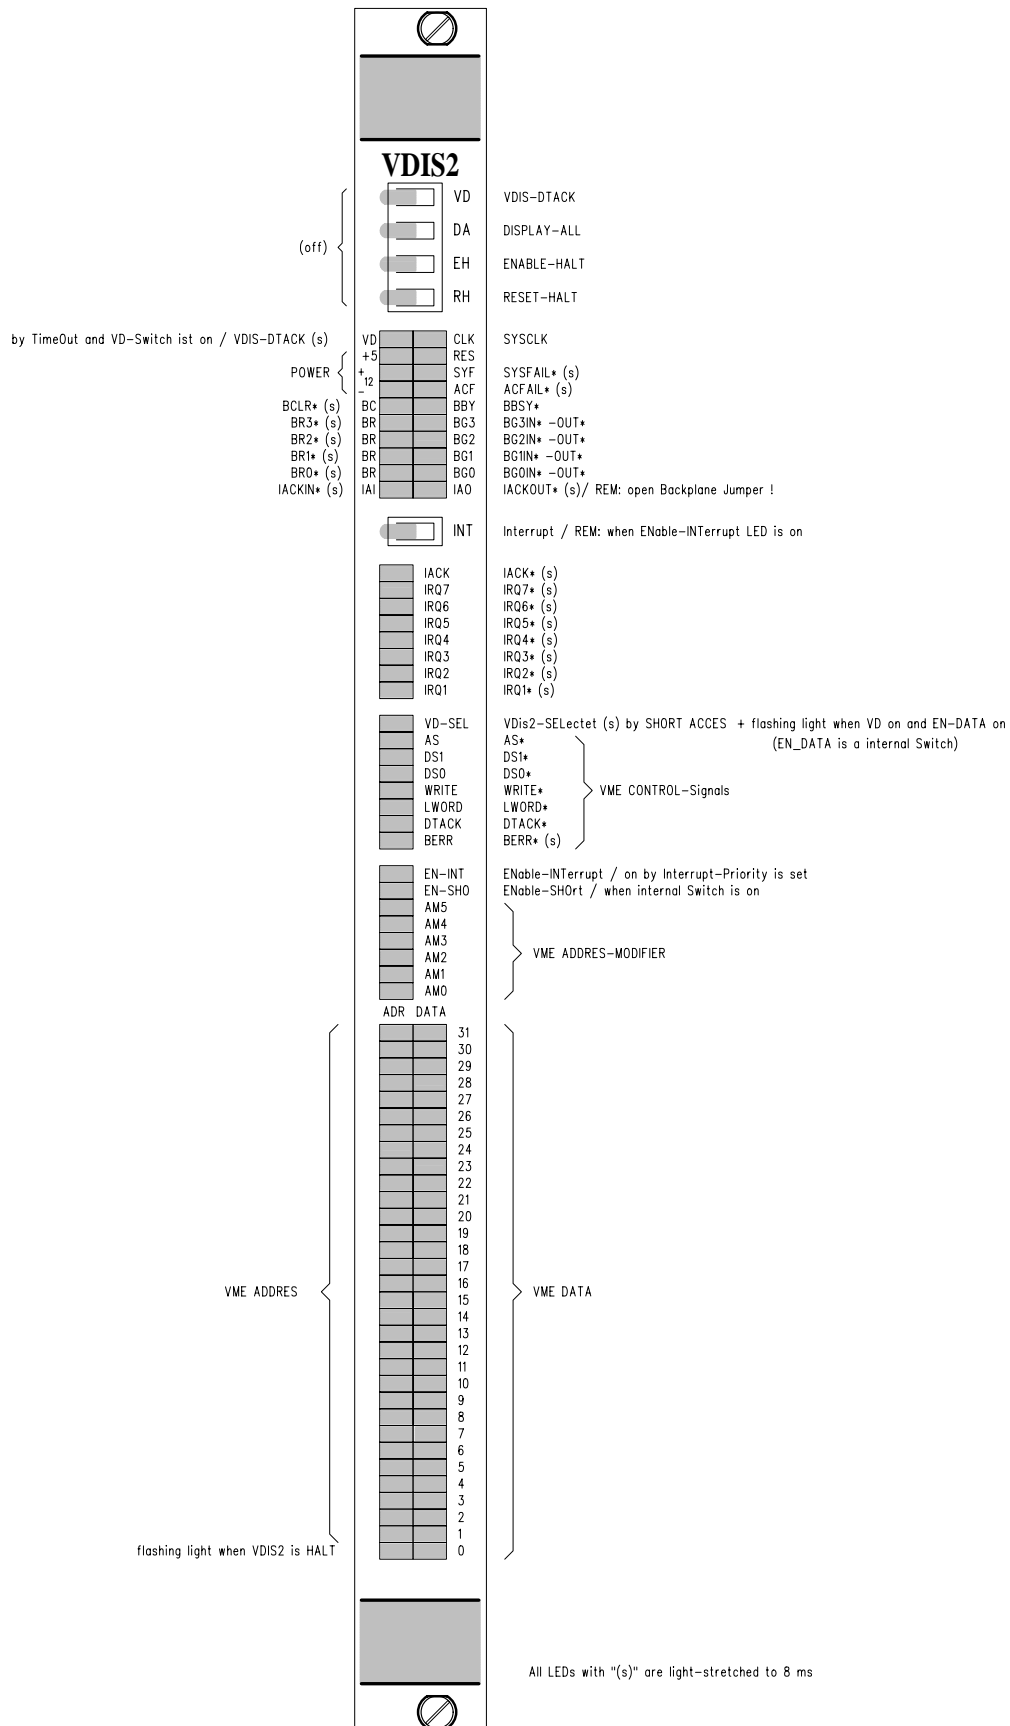 VDIS2
VD VDIS-DTACK
DA DISPLAY-ALL
(off)
EH ENABLE-HALT
RH RESET-HALT
by TimeOut and VD-Switch ist on / VDIS-DTACK (s) VD CLK SYSCLK
+5 RES
POWER + 12 - SYF SYSFAIL* (s)
ACF ACFAIL* (s)
BCLR* (s) BC BBY BBSY*
BR3* (s) BR BG3 BG3IN* -OUT*
BR2* (s) BR BG2 BG2IN* -OUT*
BR1* (s) BR BG1 BG1IN* -OUT*
BR0* (s) BR BG0 BG0IN* -OUT*
IACKIN* (s) IAI IAO IACKOUT* (s)/ REM: open Backplane Jumper !
INT Interrupt / REM: when ENable-INTerrupt LED is on
IACK IACK* (s)
IRQ7 IRQ7* (s)
IRQ6 IRQ6* (s)
IRQ5 IRQ5* (s)
IRQ4 IRQ4* (s)
IRQ3 IRQ3* (s)
IRQ2 IRQ2* (s)
IRQ1 IRQ1* (s)
VD-SEL VDis2-SELectet (s) by SHORT ACCES + flashing light when VD on and EN-DATA on
AS AS* (EN_DATA is a internal Switch)
DS1 DS1*
DS0 DS0*
WRITE WRITE* VME CONTROL-Signals
LWORD LWORD*
DTACK DTACK*
BERR BERR* (s)
EN-INT ENable-INTerrupt / on by Interrupt-Priority is set
EN-SHO ENable-SHOrt / when internal Switch is on
AM5
AM4
AM3
AM2 VME ADDRES-MODIFIER
AM1
AM0
ADR DATA
31
30
29
28
27
26
25
24
23
22
21
20
19
18
17
16
VME ADDRES 15 VME DATA
14
13
12
11
10
9
8
7
6
5
4
3
2
1
flashing light when VDIS2 is HALT 0
All LEDs with "(s)" are light-stretched to 8 ms